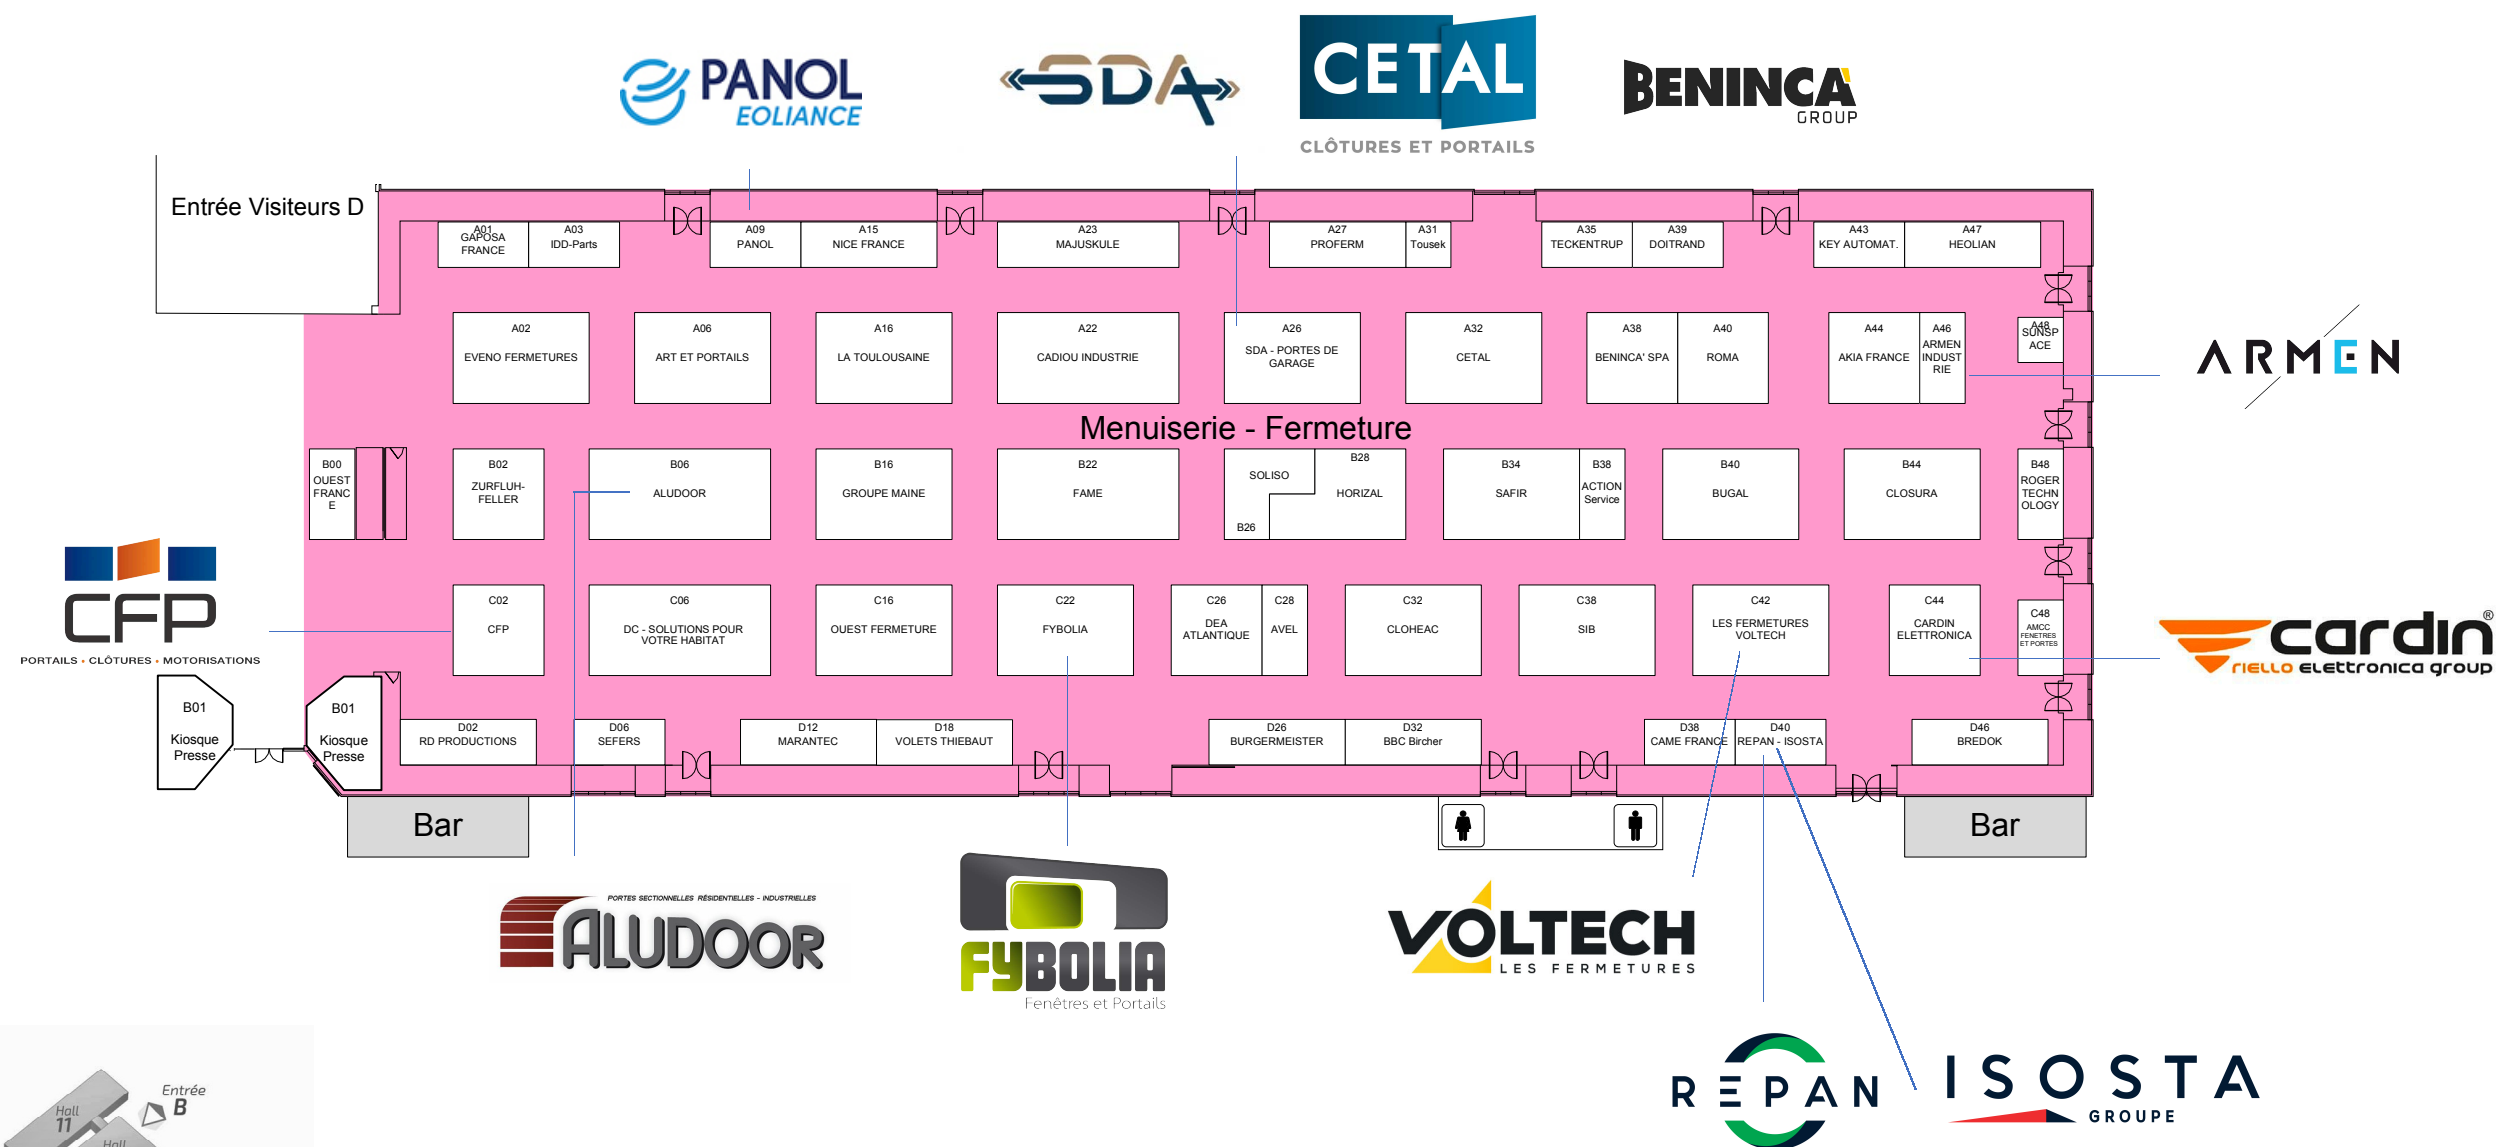 PANOL
EOLIANCE
SDA
CETAL
CLÔTURES ET PORTAILS
BENINCA'
GROUP
Entrée Visiteurs D
A01
GAPOSA
FRANCE
A03
IDD-Parts
A09
PANOL
A15
NICE FRANCE
A23
MAJUSKULE
A27
PROFERM
A31
Tousek
A35
TECKENTRUP
A39
DOITRAND
A43
KEY AUTOMAT.
A47
HEOLIAN
A02
EVENO FERMETURES
A06
ART ET PORTAILS
A16
LA TOULOUSAINE
A22
CADIOU INDUSTRIE
A26
SDA - PORTES DE
GARAGE
A32
CETAL
A38
BENINCA' SPA
A40
ROMA
A44
AKIA FRANCE
A46
ARMEN
INDUST
RIE
A48
SUNSP
ACE
ARMEN
Menuiserie - Fermeture
B00
OUEST
FRANC
E
B02
ZURFLUH-
FELLER
B06
ALUDOOR
B16
GROUPE MAINE
B22
FAME
SOLISO
B26
B28
HORIZAL
B34
SAFIR
B38
ACTION
Service
B40
BUGAL
B44
CLOSURA
B48
ROGER
TECHN
OLOGY
CFP
PORTAILS • CLÔTURES • MOTORISATIONS
C02
CFP
C06
DC - SOLUTIONS POUR
VOTRE HABITAT
C16
OUEST FERMETURE
C22
FYBOLIA
C26
DEA
ATLANTIQUE
C28
AVEL
C32
CLOHEAC
C38
SIB
C42
LES FERMETURES
VOLTECH
C44
CARDIN
ELETTRONICA
C48
AMCC
FENETRES
ET PORTES
cardin®
riello elettronica group
B01
Kiosque
Presse
B01
Kiosque
Presse
D02
RD PRODUCTIONS
D06
SEFERS
D12
MARANTEC
D18
VOLETS THIEBAUT
D26
BURGERMEISTER
D32
BBC Bircher
D38
CAME FRANCE
D40
REPAN - ISOSTA
D46
BREDOK
Bar
Bar
PORTES SECTIONNELLES RÉSIDENTIELLES - INDUSTRIELLES
ALUDOOR
FYBOLIA
Fenêtres et Portails
VOLTECH
LES FERMETURES
REPAN
ISOSTA
GROUPE
Entrée
B
Hall
11
Hall